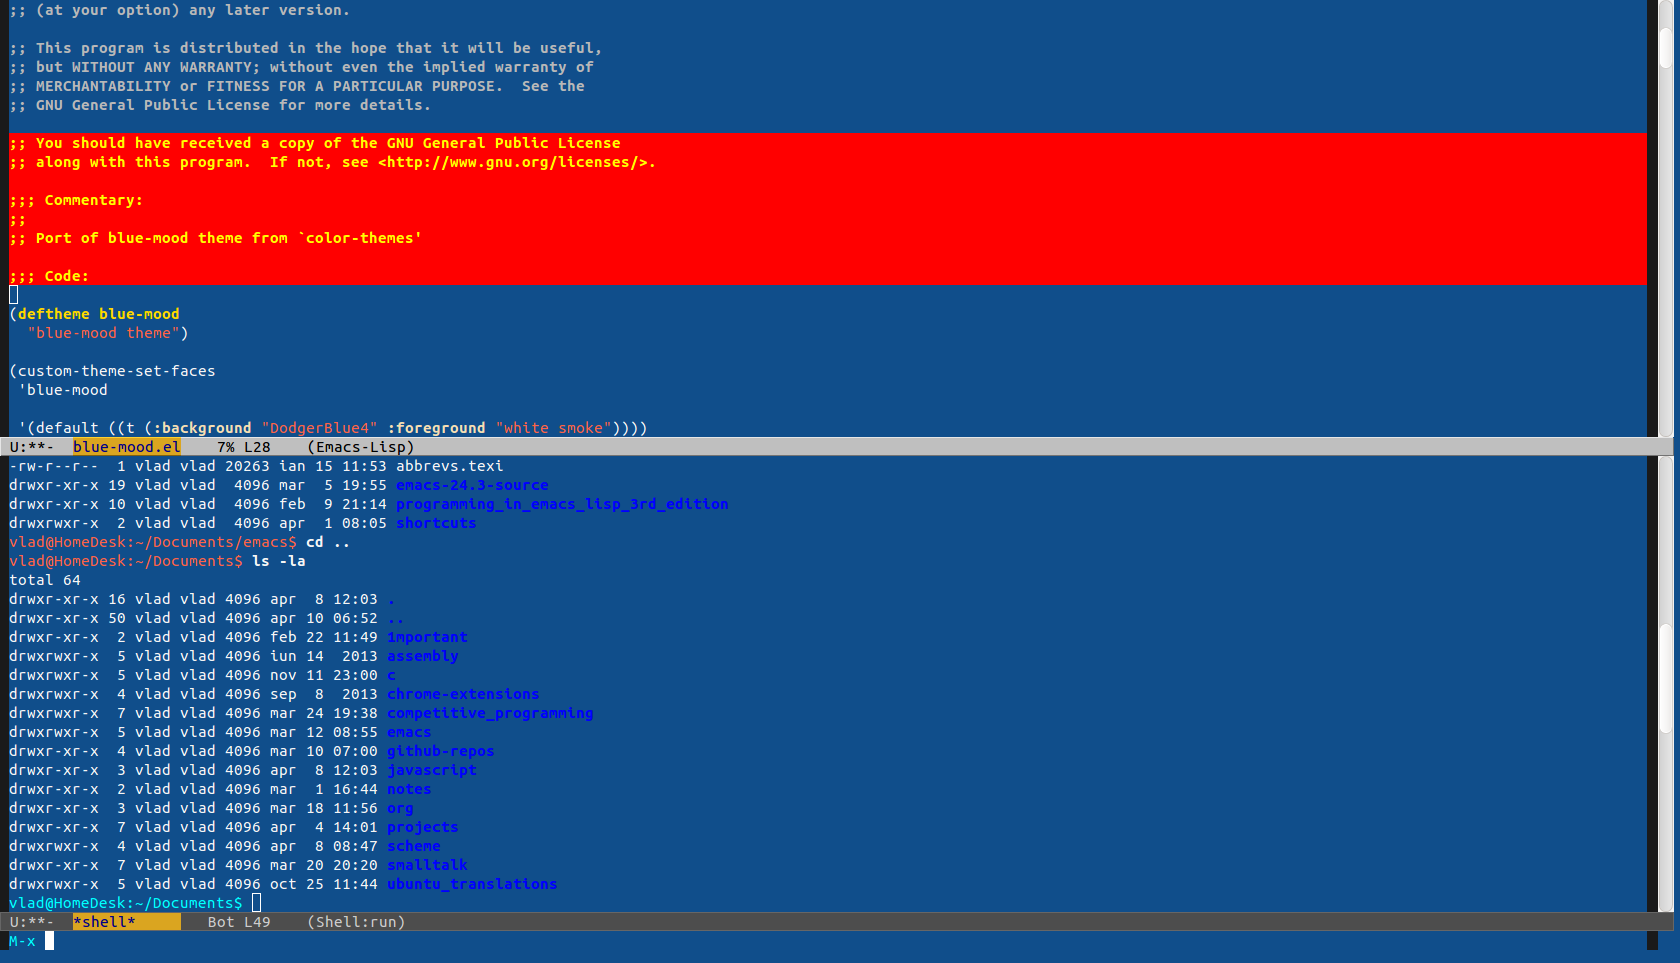 ;; (at your option) any later version.

;; This program is distributed in the hope that it will be useful,
;; but WITHOUT ANY WARRANTY; without even the implied warranty of
;; MERCHANTABILITY or FITNESS FOR A PARTICULAR PURPOSE.  See the
;; GNU General Public License for more details.

;; You should have received a copy of the GNU General Public License
;; along with this program.  If not, see <http://www.gnu.org/licenses/>.

;;; Commentary:
;;
;; Port of blue-mood theme from `color-themes'

;;; Code:

(deftheme blue-mood
  "blue-mood theme")

(custom-theme-set-faces
 'blue-mood

 '(default ((t (:background "DodgerBlue4" :foreground "white smoke"))))
U:**-  blue-mood.el    7% L28    (Emacs-Lisp)
-rw-r--r--  1 vlad vlad 20263 ian 15 11:53 abbrevs.texi
drwxr-xr-x 19 vlad vlad  4096 mar  5 19:55 emacs-24.3-source
drwxr-xr-x 10 vlad vlad  4096 feb  9 21:14 programming_in_emacs_lisp_3rd_edition
drwxrwxr-x  2 vlad vlad  4096 apr  1 08:05 shortcuts
vlad@HomeDesk:~/Documents/emacs$ cd ..
vlad@HomeDesk:~/Documents$ ls -la
total 64
drwxr-xr-x 16 vlad vlad 4096 apr  8 12:03 .
drwxr-xr-x 50 vlad vlad 4096 apr 10 06:52 ..
drwxr-xr-x  2 vlad vlad 4096 feb 22 11:49 1mportant
drwxrwxr-x  5 vlad vlad 4096 iun 14  2013 assembly
drwxrwxr-x  5 vlad vlad 4096 nov 11 23:00 c
drwxrwxr-x  4 vlad vlad 4096 sep  8  2013 chrome-extensions
drwxrwxr-x  7 vlad vlad 4096 mar 24 19:38 competitive_programming
drwxrwxr-x  5 vlad vlad 4096 mar 12 08:55 emacs
drwxr-xr-x  4 vlad vlad 4096 mar 10 07:00 github-repos
drwxr-xr-x  3 vlad vlad 4096 apr  8 12:03 javascript
drwxr-xr-x  2 vlad vlad 4096 mar  1 16:44 notes
drwxr-xr-x  3 vlad vlad 4096 mar 18 11:56 org
drwxr-xr-x  7 vlad vlad 4096 apr  4 14:01 projects
drwxrwxr-x  4 vlad vlad 4096 apr  8 08:47 scheme
drwxr-xr-x  7 vlad vlad 4096 mar 20 20:20 smalltalk
drwxrwxr-x  5 vlad vlad 4096 oct 25 11:44 ubuntu_translations
vlad@HomeDesk:~/Documents$
U:**-  *shell*        Bot L49    (Shell:run)
M-x